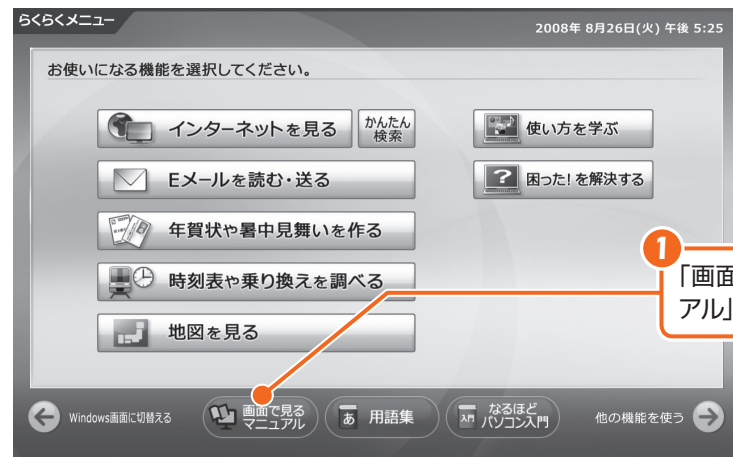 らくらくメニュー
2008年 8月26日(火) 午後 5:25
お使いになる機能を選択してください。
インターネットを見る
かんたん
検索
使い方を学ぶ
Eメールを読む・送る
?
困った!を解決する
年賀状や暑中見舞いを作る
時刻表や乗り換えを調べる
地図を見る
1
「画面
アル」
Windows画面に切替える
画面で見る
マニュアル
あ
用語集
入門
なるほど
パソコン入門
他の機能を使う